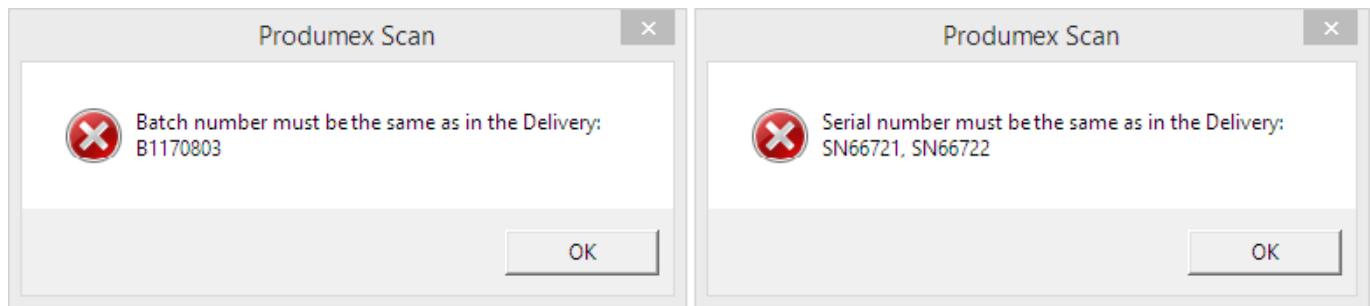 Produmex Scan
Batch number must be the same as in the Delivery:
B1170803
OK
Produmex Scan
Serial number must be the same as in the Delivery:
SN66721, SN66722
OK